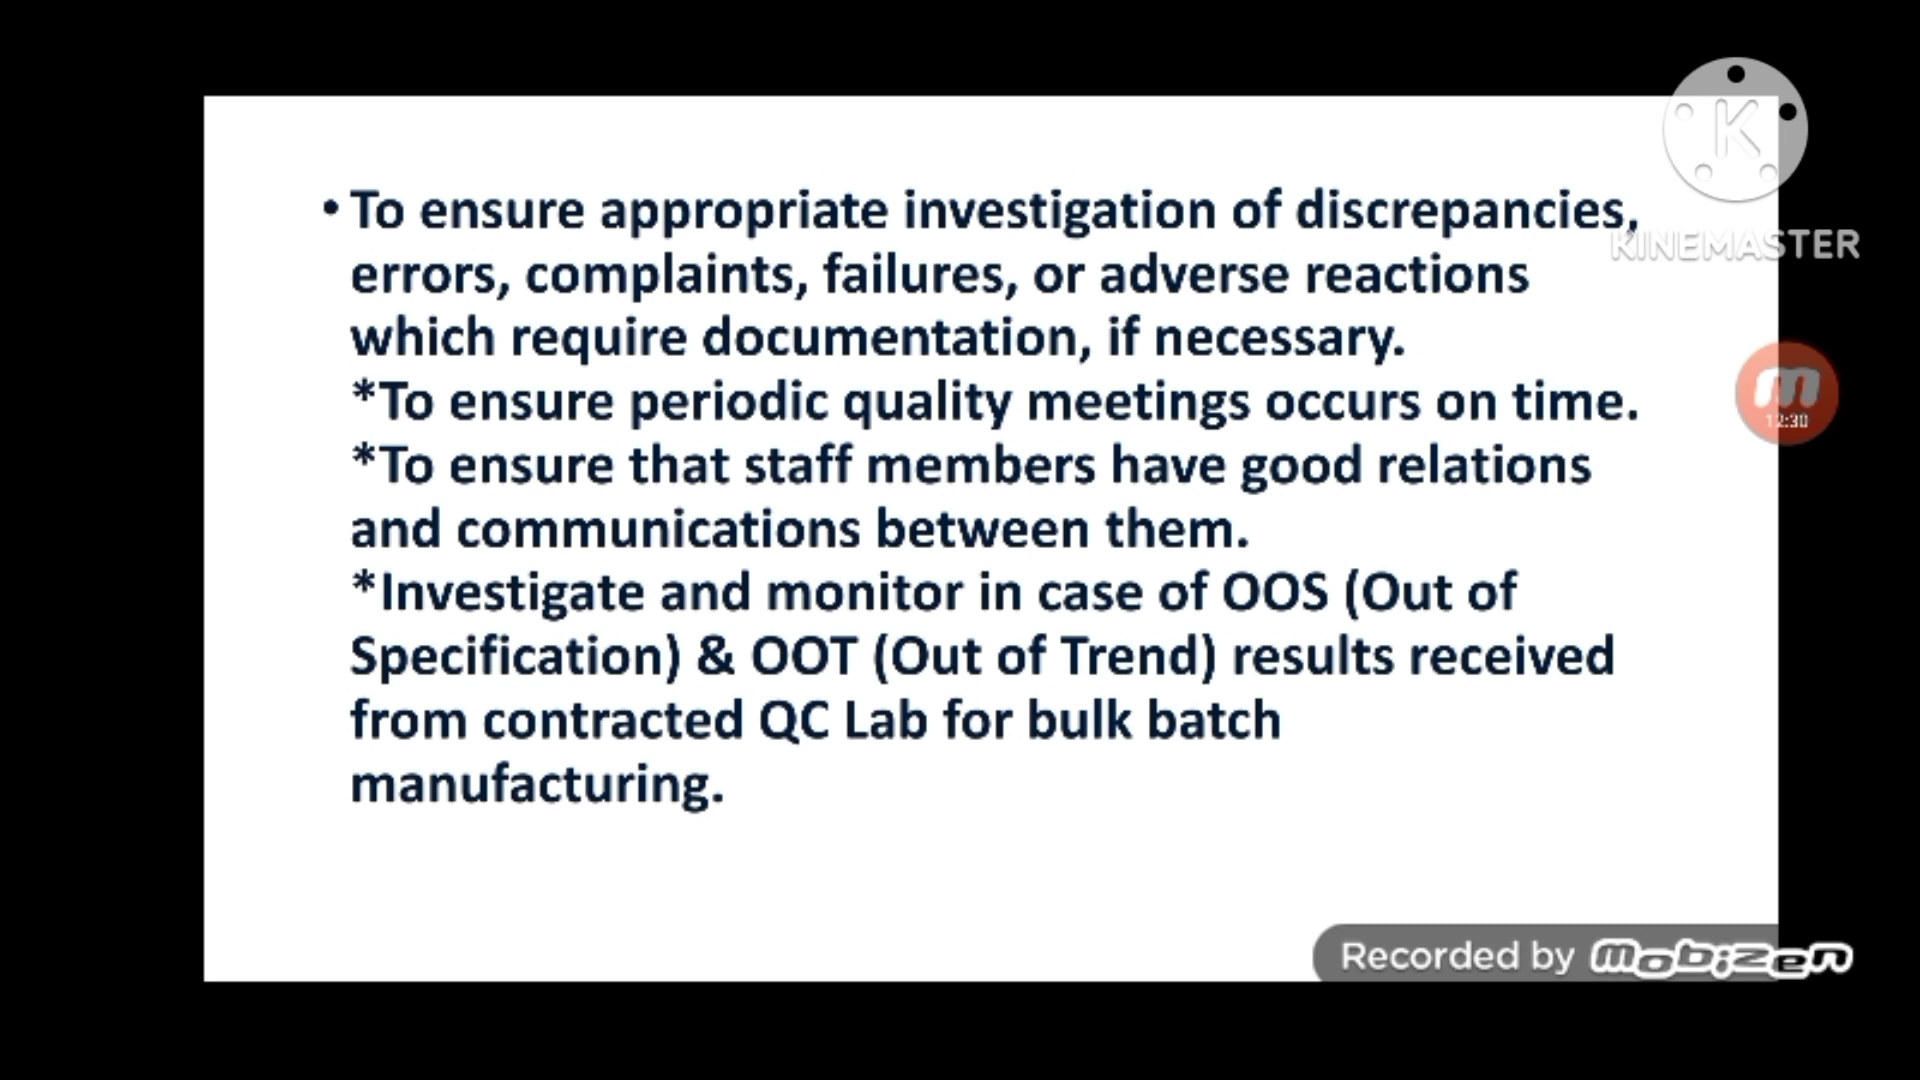 • To ensure appropriate investigation of discrepancies,
errors, complaints, failures, or adverse reactions
which require documentation, if necessary.
*To ensure periodic quality meetings occurs on time.
*To ensure that staff members have good relations
and communications between them.
*Investigate and monitor in case of OOS (Out of
Specification) & OOT (Out of Trend) results received
from contracted QC Lab for bulk batch
manufacturing.
K
KINEMASTER
m
12:30
Recorded by mobizen